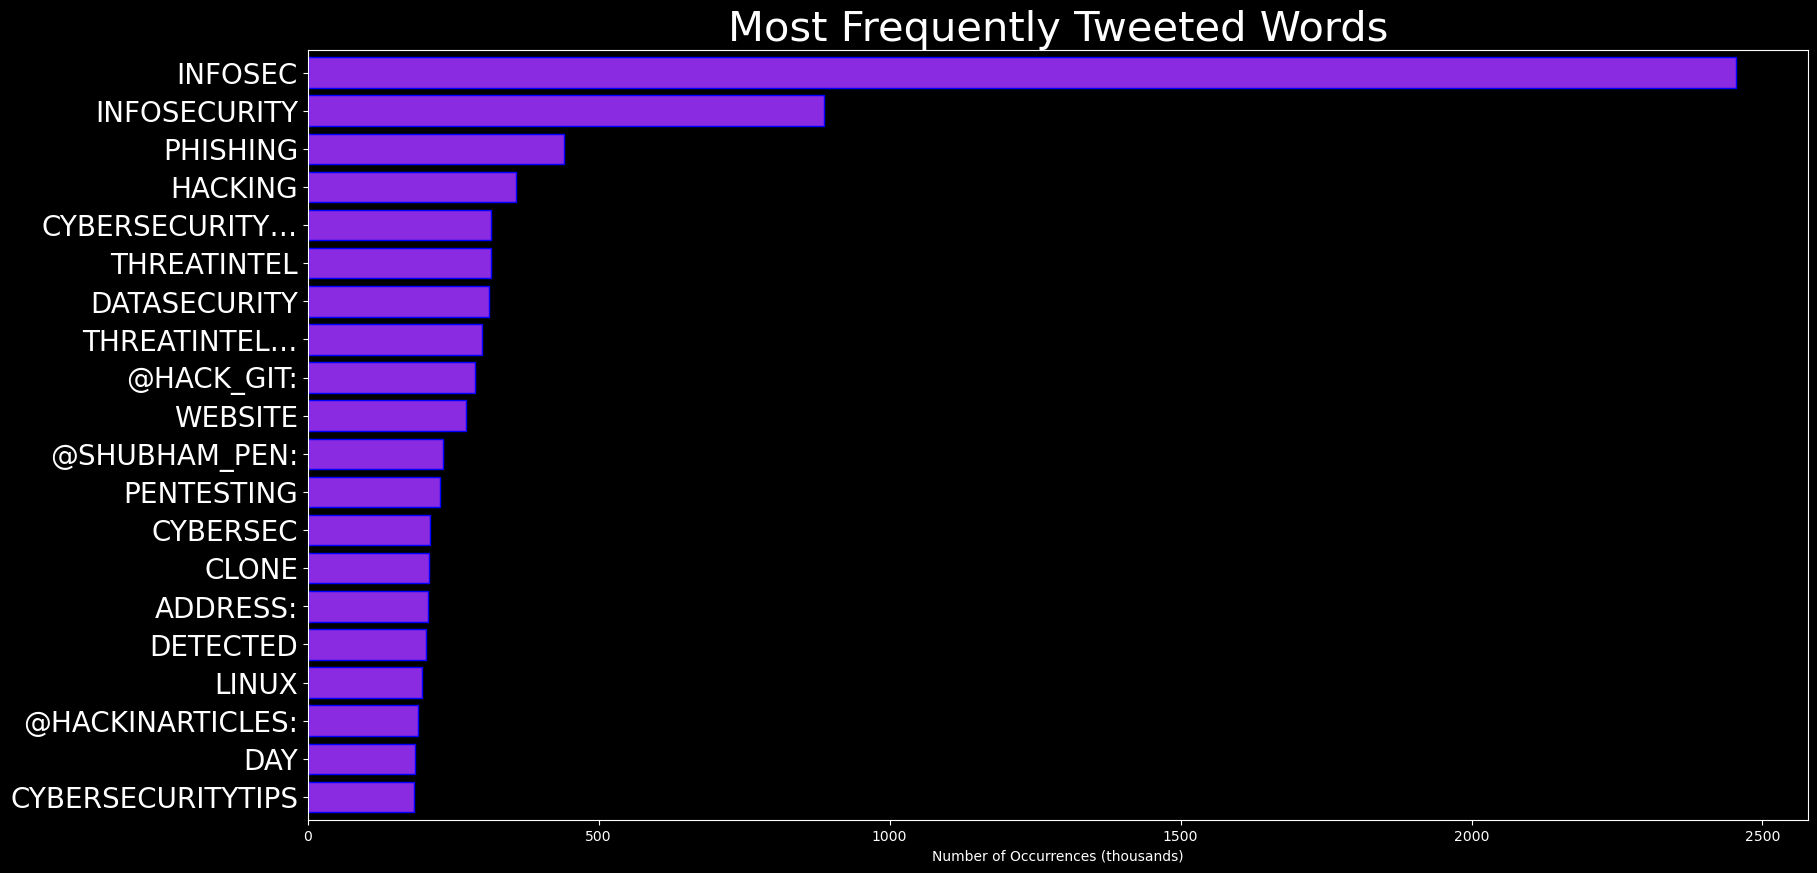 Most Frequently Tweeted Words
INFOSEC
INFOSECURITY
PHISHING
HACKING
CYBERSECURITY…
THREATINTEL
DATASECURITY
THREATINTEL…
@HACK_GIT:
WEBSITE
@SHUBHAM_PEN:
PENTESTING
CYBERSEC
CLONE
ADDRESS:
DETECTED
LINUX
@HACKINARTICLES:
DAY
CYBERSECURITYTIPS
0 500 1000 1500 2000 2500
Number of Occurrences (thousands)